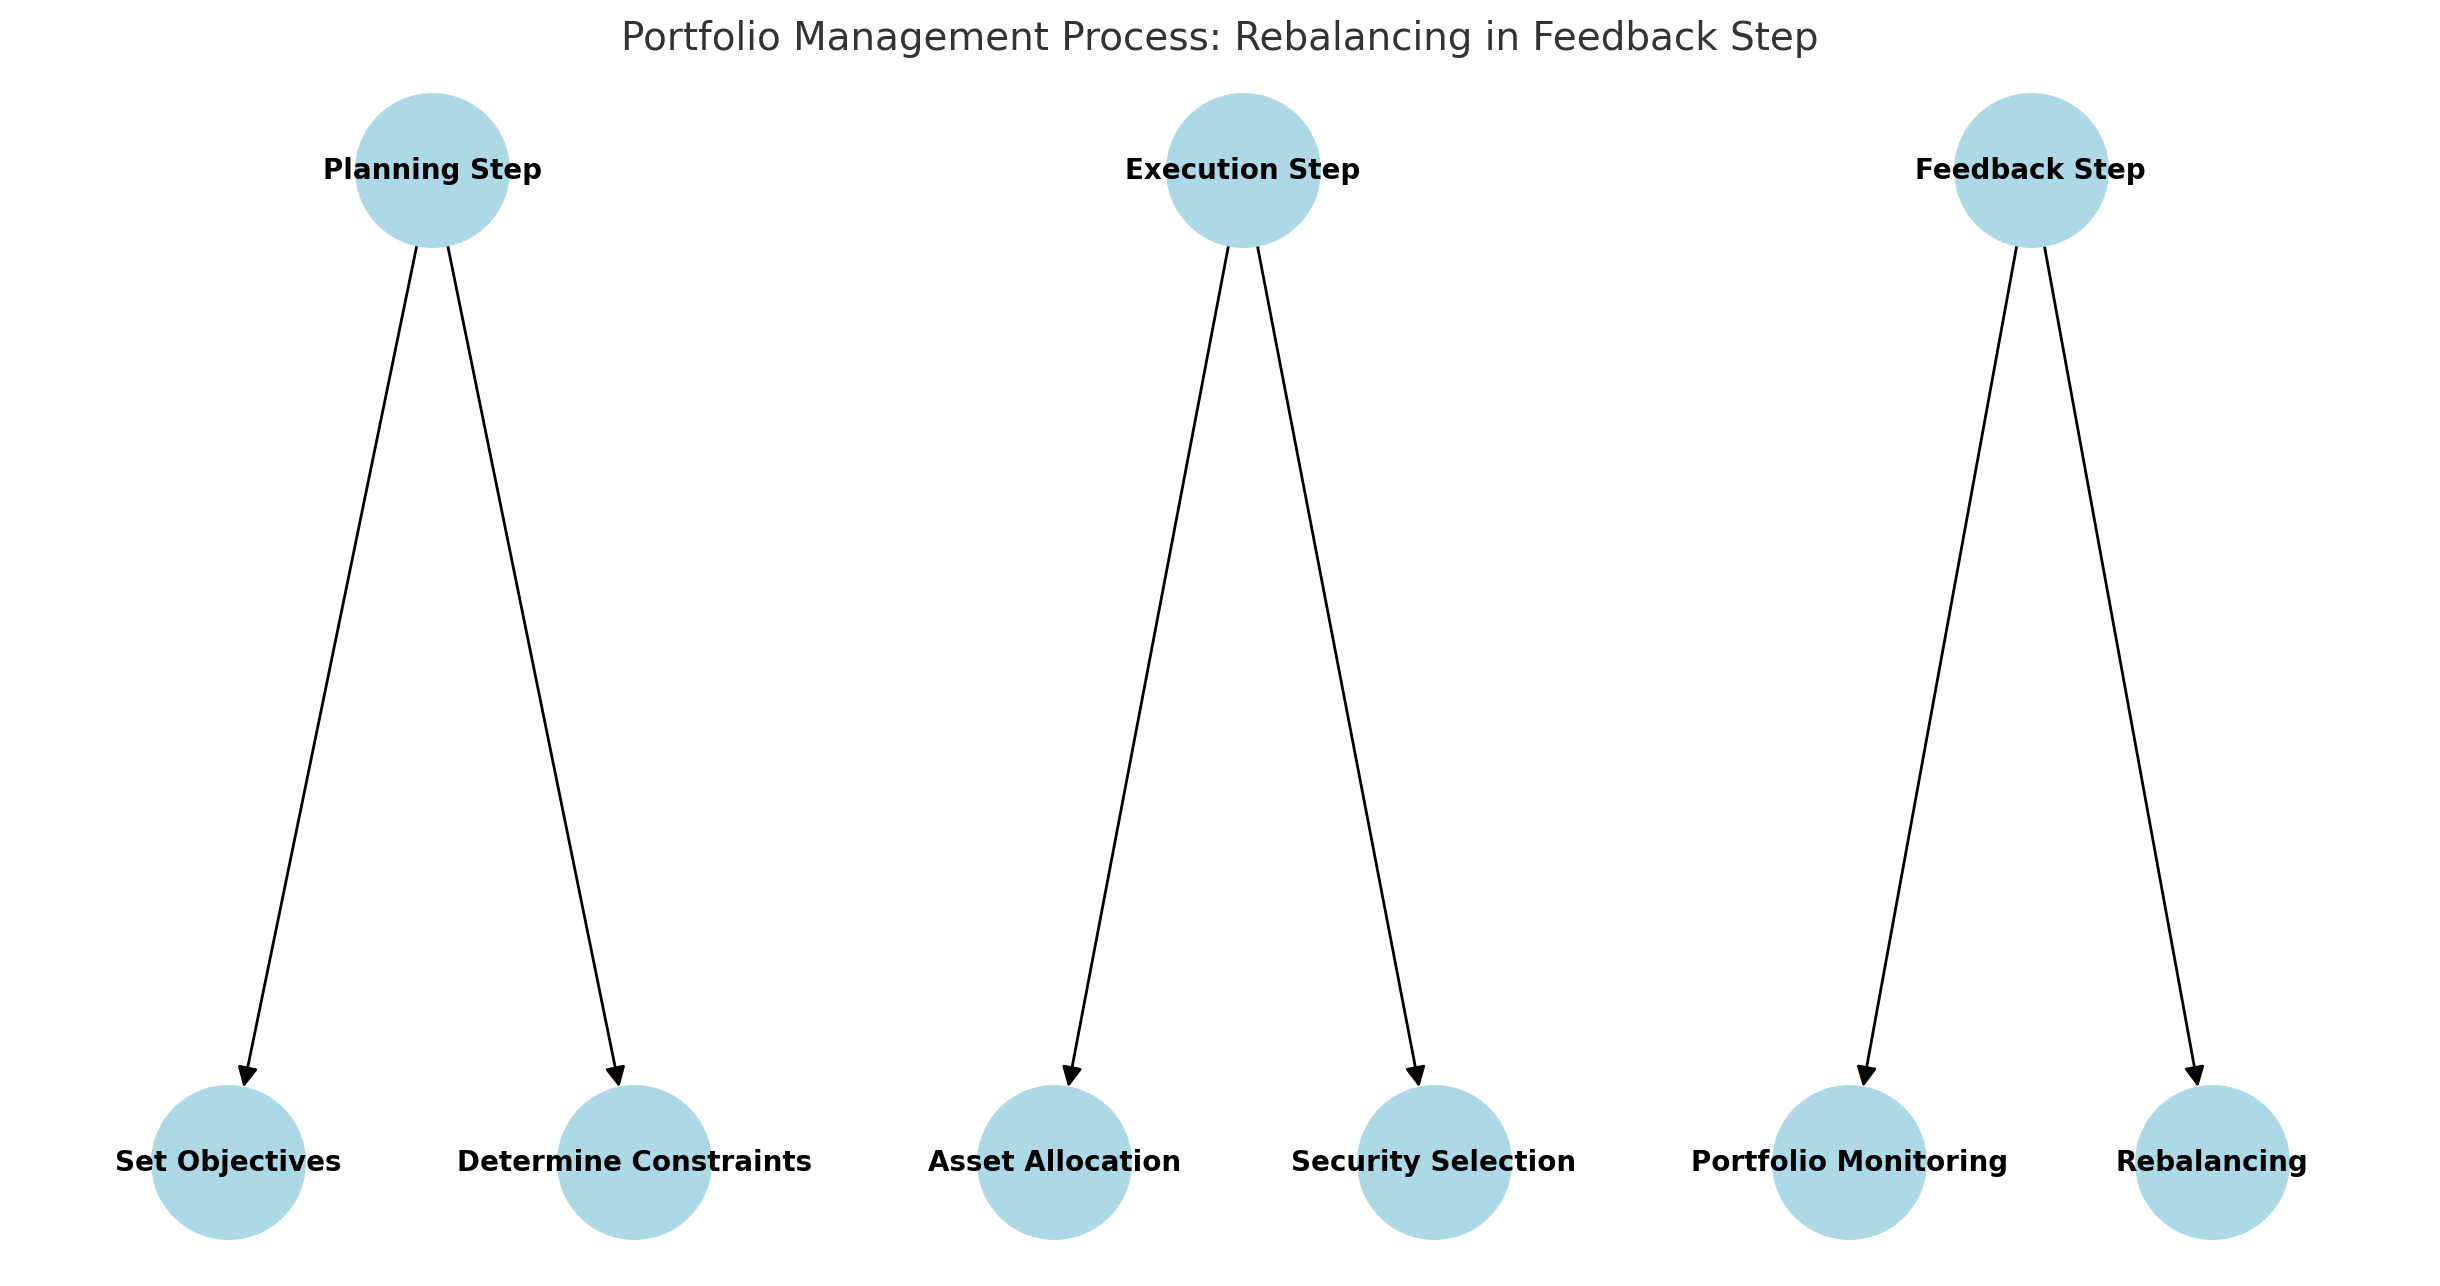 Portfolio Management Process: Rebalancing in Feedback Step
Planning Step
Execution Step
Feedback Step
Set Objectives
Determine Constraints
Asset Allocation
Security Selection
Portfolio Monitoring
Rebalancing